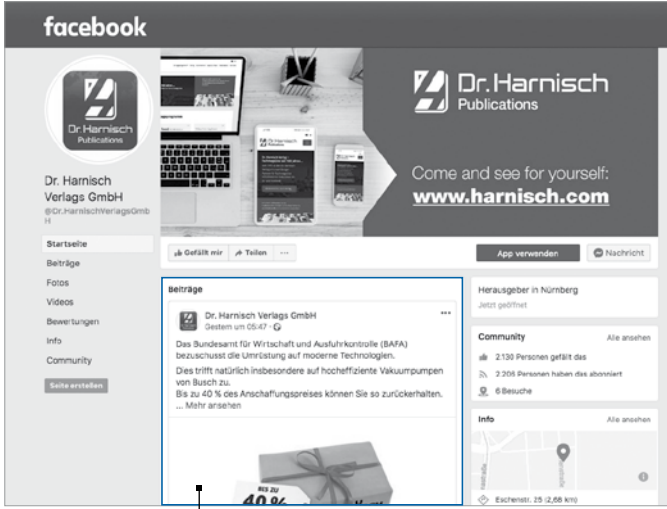 facebook
Dr. Harnisch
Publications
Dr. Harnisch
Verlags GmbH
@Dr.HarnischVerlagsGmb
H
Startseite
Beiträge
Fotos
Videos
Bewertungen
Info
Community
Seite erstellen
Dr. Harnisch
Publications
Come and see for yourself:
www.harnisch.com
Gefällt mir
Teilen
...
App verwenden
Nachricht
Beiträge
Dr. Harnisch Verlags GmbH
Gestern um 05:47
Das Bundesamt für Wirtschaft und Ausfuhrkontrolle (BAFA)
bezuschusst die Umrüstung auf moderne Technologien.
Dies trifft natürlich insbesondere auf hocheffiziente Vakuumpumpen
von Busch zu.
Bis zu 40 % des Anschaffungspreises können Sie so zurückerhalten.
... Mehr ansehen
BIS ZU
40 %
Herausgeber in Nürnberg
Jetzt geöffnet
Community
Alle ansehen
2.130 Personen gefällt das
2.206 Personen haben das abonniert
6 Besuche
Info
Alle ansehen
Eschenstr. 25 (2,68 km)